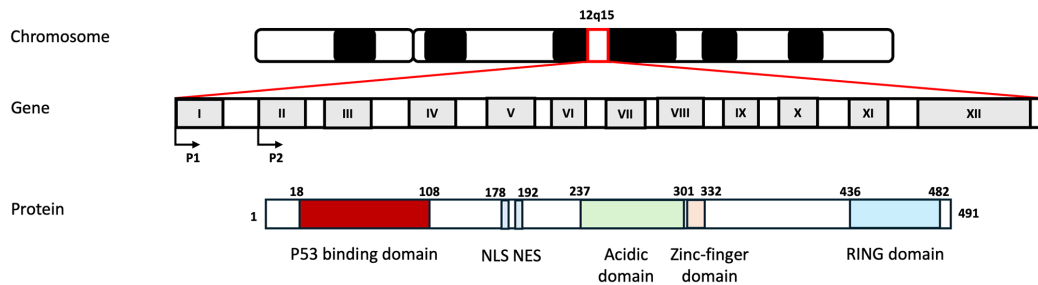 12q15
Chromosome
Gene
I II III IV V VI VII VIII IX X XI XII
P1 P2
18 108 178 192 237 301 332 436 482
Protein
1 491
P53 binding domain NLS NES Acidic domain Zinc-finger domain RING domain